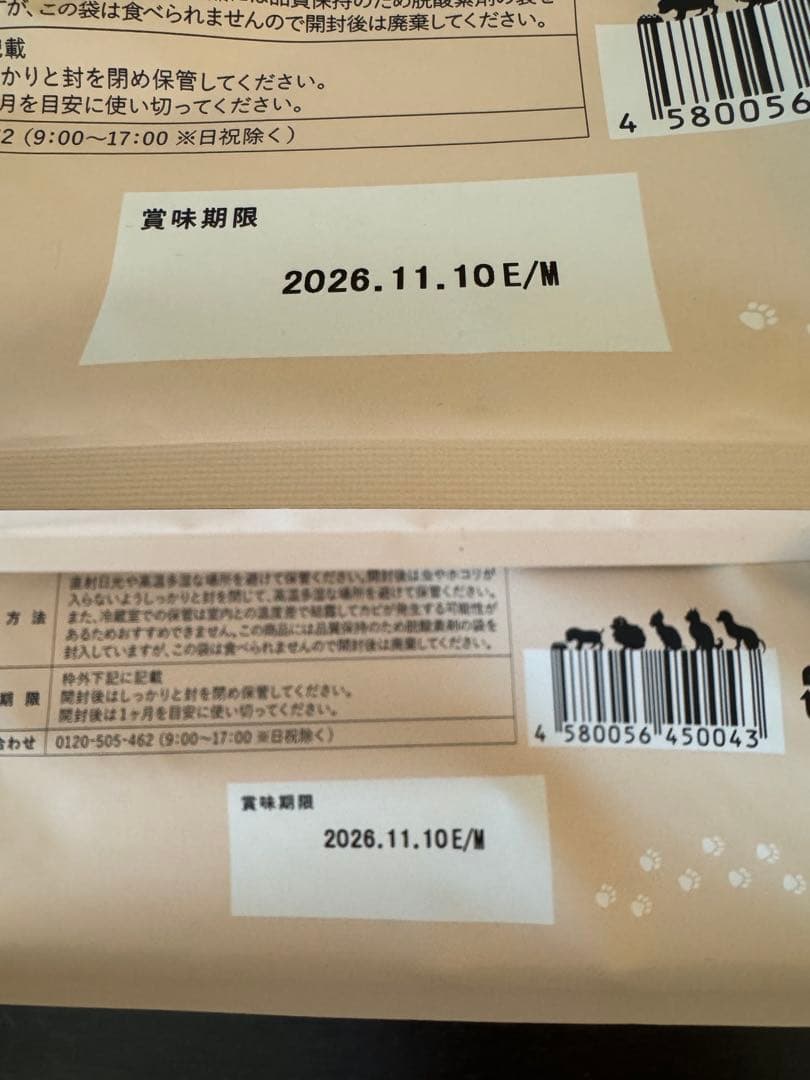 が、この袋は食べられませんので開封後は廃棄してください。
記載
かりと封を閉め保管してください。
月を目安に使い切ってください。
2（9:00〜17:00 ※日祝除く）
4 580056
賞味期限
2026.11.10E/M
直射日光や高温多湿な場所を避けて保管ください。開封後は虫やホコリが
入らないようしっかりと封を閉じて、高温多湿な場所を避けて保管ください。
方法
また、冷蔵室での保管は室内との温度差で結露してカビが発生する可能性が
あるためおすすめできません。この商品には品質保持のため脱酸素剤の袋を
封入していますが、この袋は食べられませんので開封後は廃棄してください。
枠外下記に記載
期限
開封後はしっかりと封を閉め保管してください。
開封後は1ヶ月を目安に使い切ってください。
合わせ
0120-505-462（9:00〜17:00 ※日祝除く）
4 580056 450043
賞味期限
2026.11.10E/M